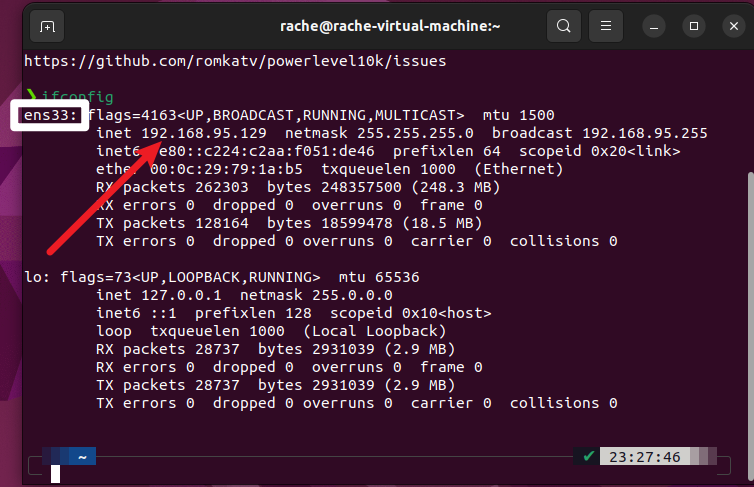 rache@rache-virtual-machine:~
https://github.com/romkatv/powerlevel10k/issues
❯ ifconfig
ens33: flags=4163<UP,BROADCAST,RUNNING,MULTICAST>  mtu 1500
inet 192.168.95.129  netmask 255.255.255.0  broadcast 192.168.95.255
inet6 fe80::c224:c2aa:f051:de46  prefixlen 64  scopeid 0x20<link>
ether 00:0c:29:79:1a:b5  txqueuelen 1000  (Ethernet)
RX packets 262303  bytes 248357500 (248.3 MB)
RX errors 0  dropped 0  overruns 0  frame 0
TX packets 128164  bytes 18599478 (18.5 MB)
TX errors 0  dropped 0 overruns 0  carrier 0  collisions 0
lo: flags=73<UP,LOOPBACK,RUNNING>  mtu 65536
inet 127.0.0.1  netmask 255.0.0.0
inet6 ::1  prefixlen 128  scopeid 0x10<host>
loop  txqueuelen 1000  (Local Loopback)
RX packets 28737  bytes 2931039 (2.9 MB)
RX errors 0  dropped 0  overruns 0  frame 0
TX packets 28737  bytes 2931039 (2.9 MB)
TX errors 0  dropped 0 overruns 0  carrier 0  collisions 0
~ ✔ 23:27:46